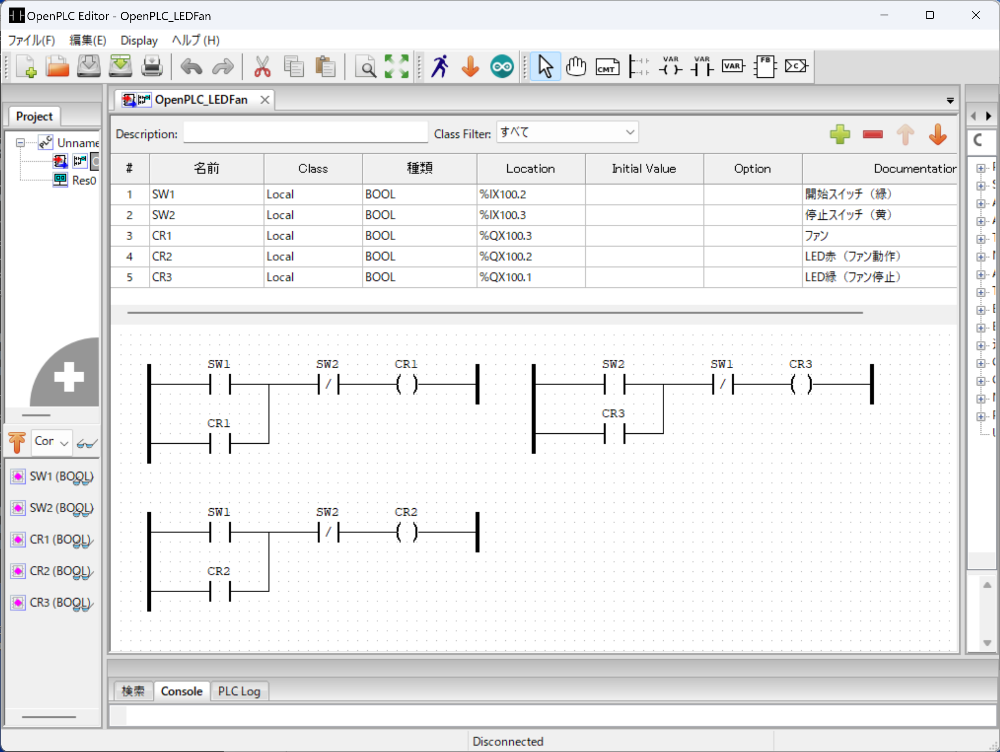 OpenPLC Editor - OpenPLC_LEDFan
ファイル(F) 編集(E) Display ヘルプ (H)
CMT VAR VAR VAR FB C
OpenPLC_LEDFan
Project
Description: Class Filter: すべて
PLC Unname
Res0
# 名前 Class 種類 Location Initial Value Option Documentation
1 SW1 Local BOOL %IX100.2 開始スイッチ（緑）
2 SW2 Local BOOL %IX100.3 停止スイッチ（黄）
3 CR1 Local BOOL %QX100.3 ファン
4 CR2 Local BOOL %QX100.2 LED赤（ファン動作）
5 CR3 Local BOOL %QX100.1 LED緑（ファン停止）
SW1 SW2 CR1 SW2 SW1 CR3
CR1 CR3
SW1 SW2 CR2
CR2
Cor
SW1 (BOOL)
SW2 (BOOL)
CR1 (BOOL)
CR2 (BOOL)
CR3 (BOOL)
検索 Console PLC Log
Disconnected